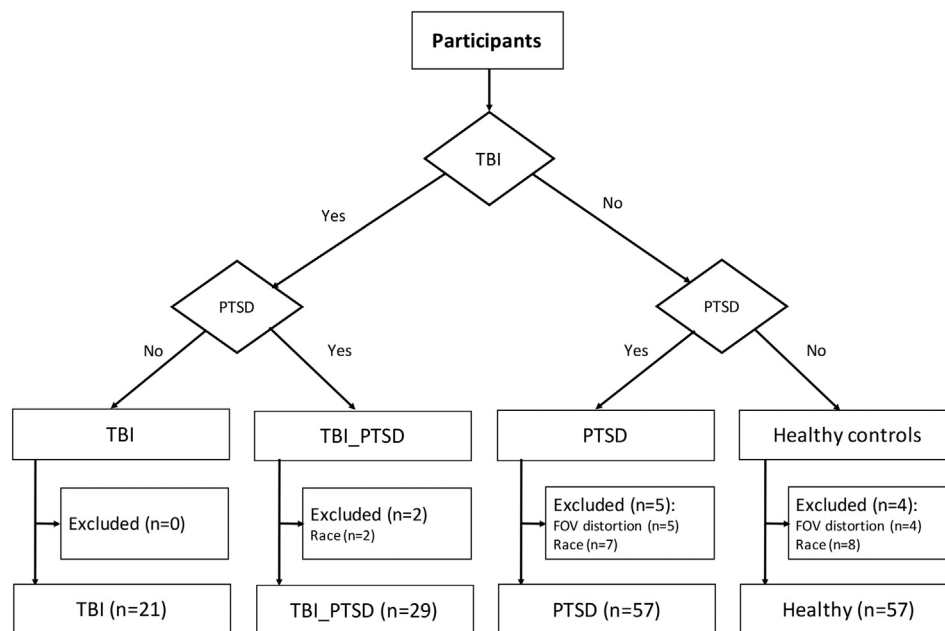 Participants
TBI
Yes
No
PTSD
PTSD
No
Yes
Yes
No
TBI
TBI_PTSD
PTSD
Healthy controls
Excluded (n=0)
Excluded (n=2)
Race (n=2)
Excluded (n=5):
FOV distortion (n=5)
Race (n=7)
Excluded (n=4):
FOV distortion (n=4)
Race (n=8)
TBI (n=21)
TBI_PTSD (n=29)
PTSD (n=57)
Healthy (n=57)